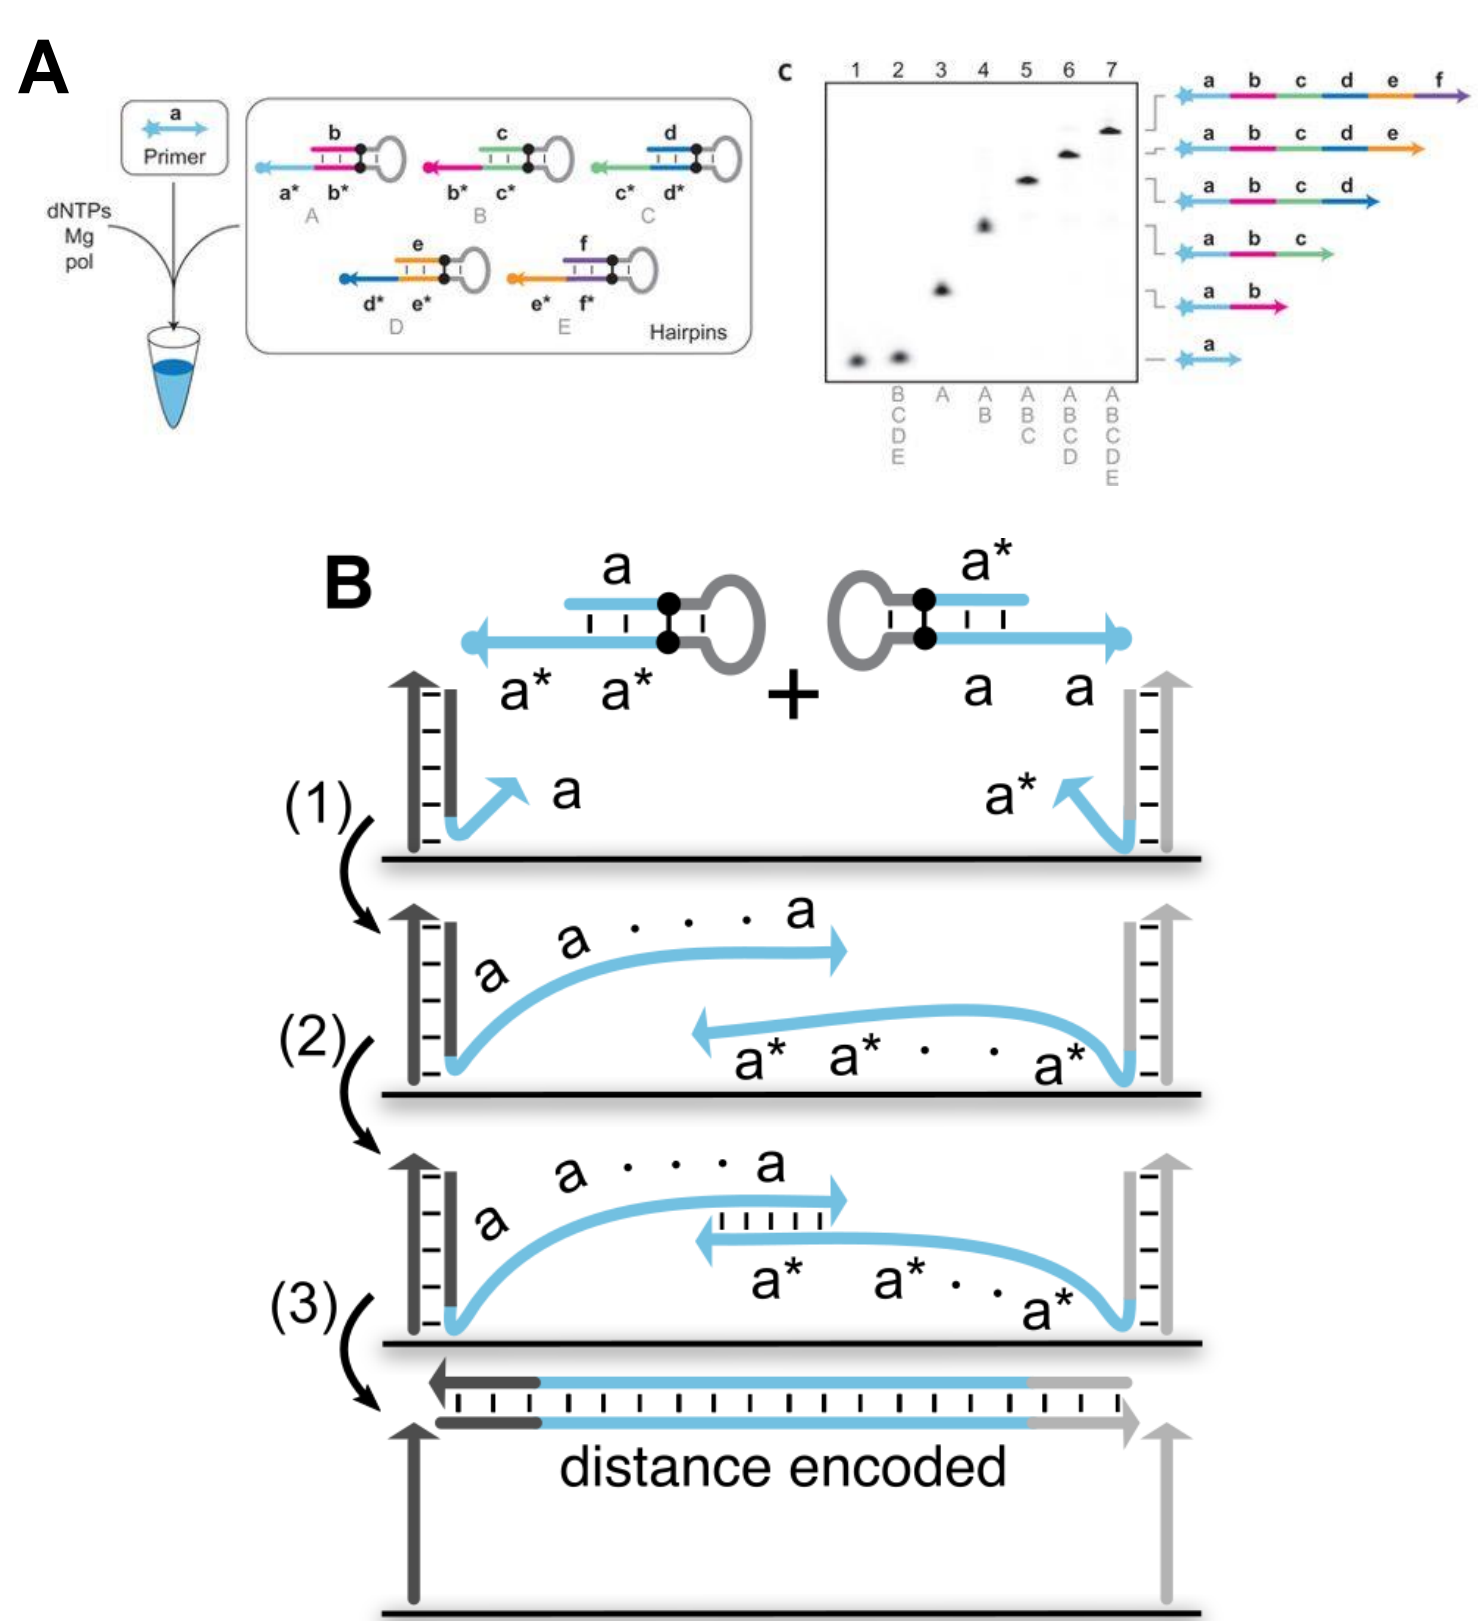 A
a
Primer
dNTPs
Mg
pol
b
a* b*
A
c
b* c*
B
d
c* d*
C
e
d* e*
D
f
e* f*
E
Hairpins
C
1 2 3 4 5 6 7
B
C
D
E
A
A
B
A
B
C
A
B
C
D
A
B
C
D
E
a b c d e f
a b c d e
a b c d
a b c
a b
a
B
a
a* a*
+
a*
a a
a
a*
(1)
a a . . . a
a* a* . . a*
(2)
a a . . . a
a* a* . . a*
(3)
distance encoded